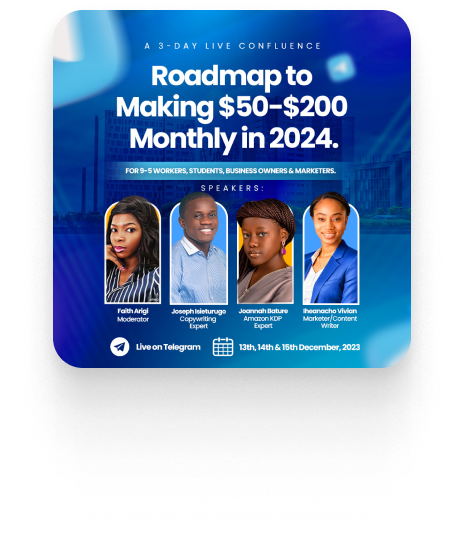 A 3-DAY LIVE CONFLUENCE
Roadmap to
Making $50-$200
Monthly in 2024.
FOR 9-5 WORKERS, STUDENTS, BUSINESS OWNERS & MARKETERS.
SPEAKERS:
Faith Arigi
Moderator
Joseph Isieturugo
Copywriting
Expert
Joannah Bature
Amazon KDP
Expert
Iheanacho Vivian
Marketer/Content
Writer
Live on Telegram
13th, 14th & 15th December, 2023